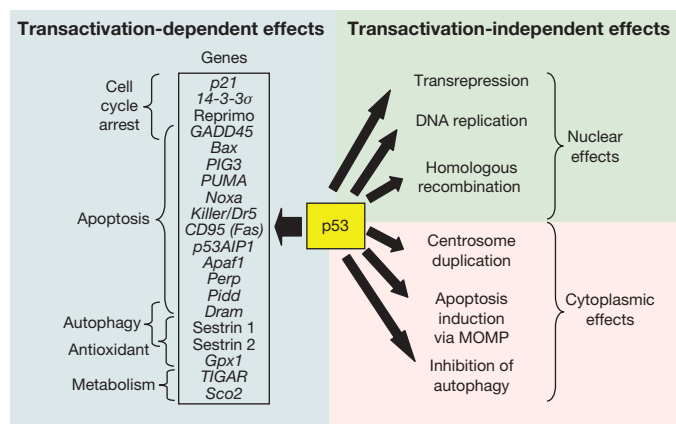 Transactivation-dependent effects
Genes
Cell
cycle
arrest
Apoptosis
Autophagy
Antioxidant
Metabolism
p21
14-3-3σ
Reprimo
GADD45
Bax
PIG3
PUMA
Noxa
Killer/Dr5
CD95 (Fas)
p53AIP1
Apaf1
Perp
Pidd
Dram
Sestrin 1
Sestrin 2
Gpx1
TIGAR
Sco2
p53
Transactivation-independent effects
Transrepression
DNA replication
Homologous
recombination
Nuclear
effects
Centrosome
duplication
Apoptosis
induction
via MOMP
Inhibition of
autophagy
Cytoplasmic
effects